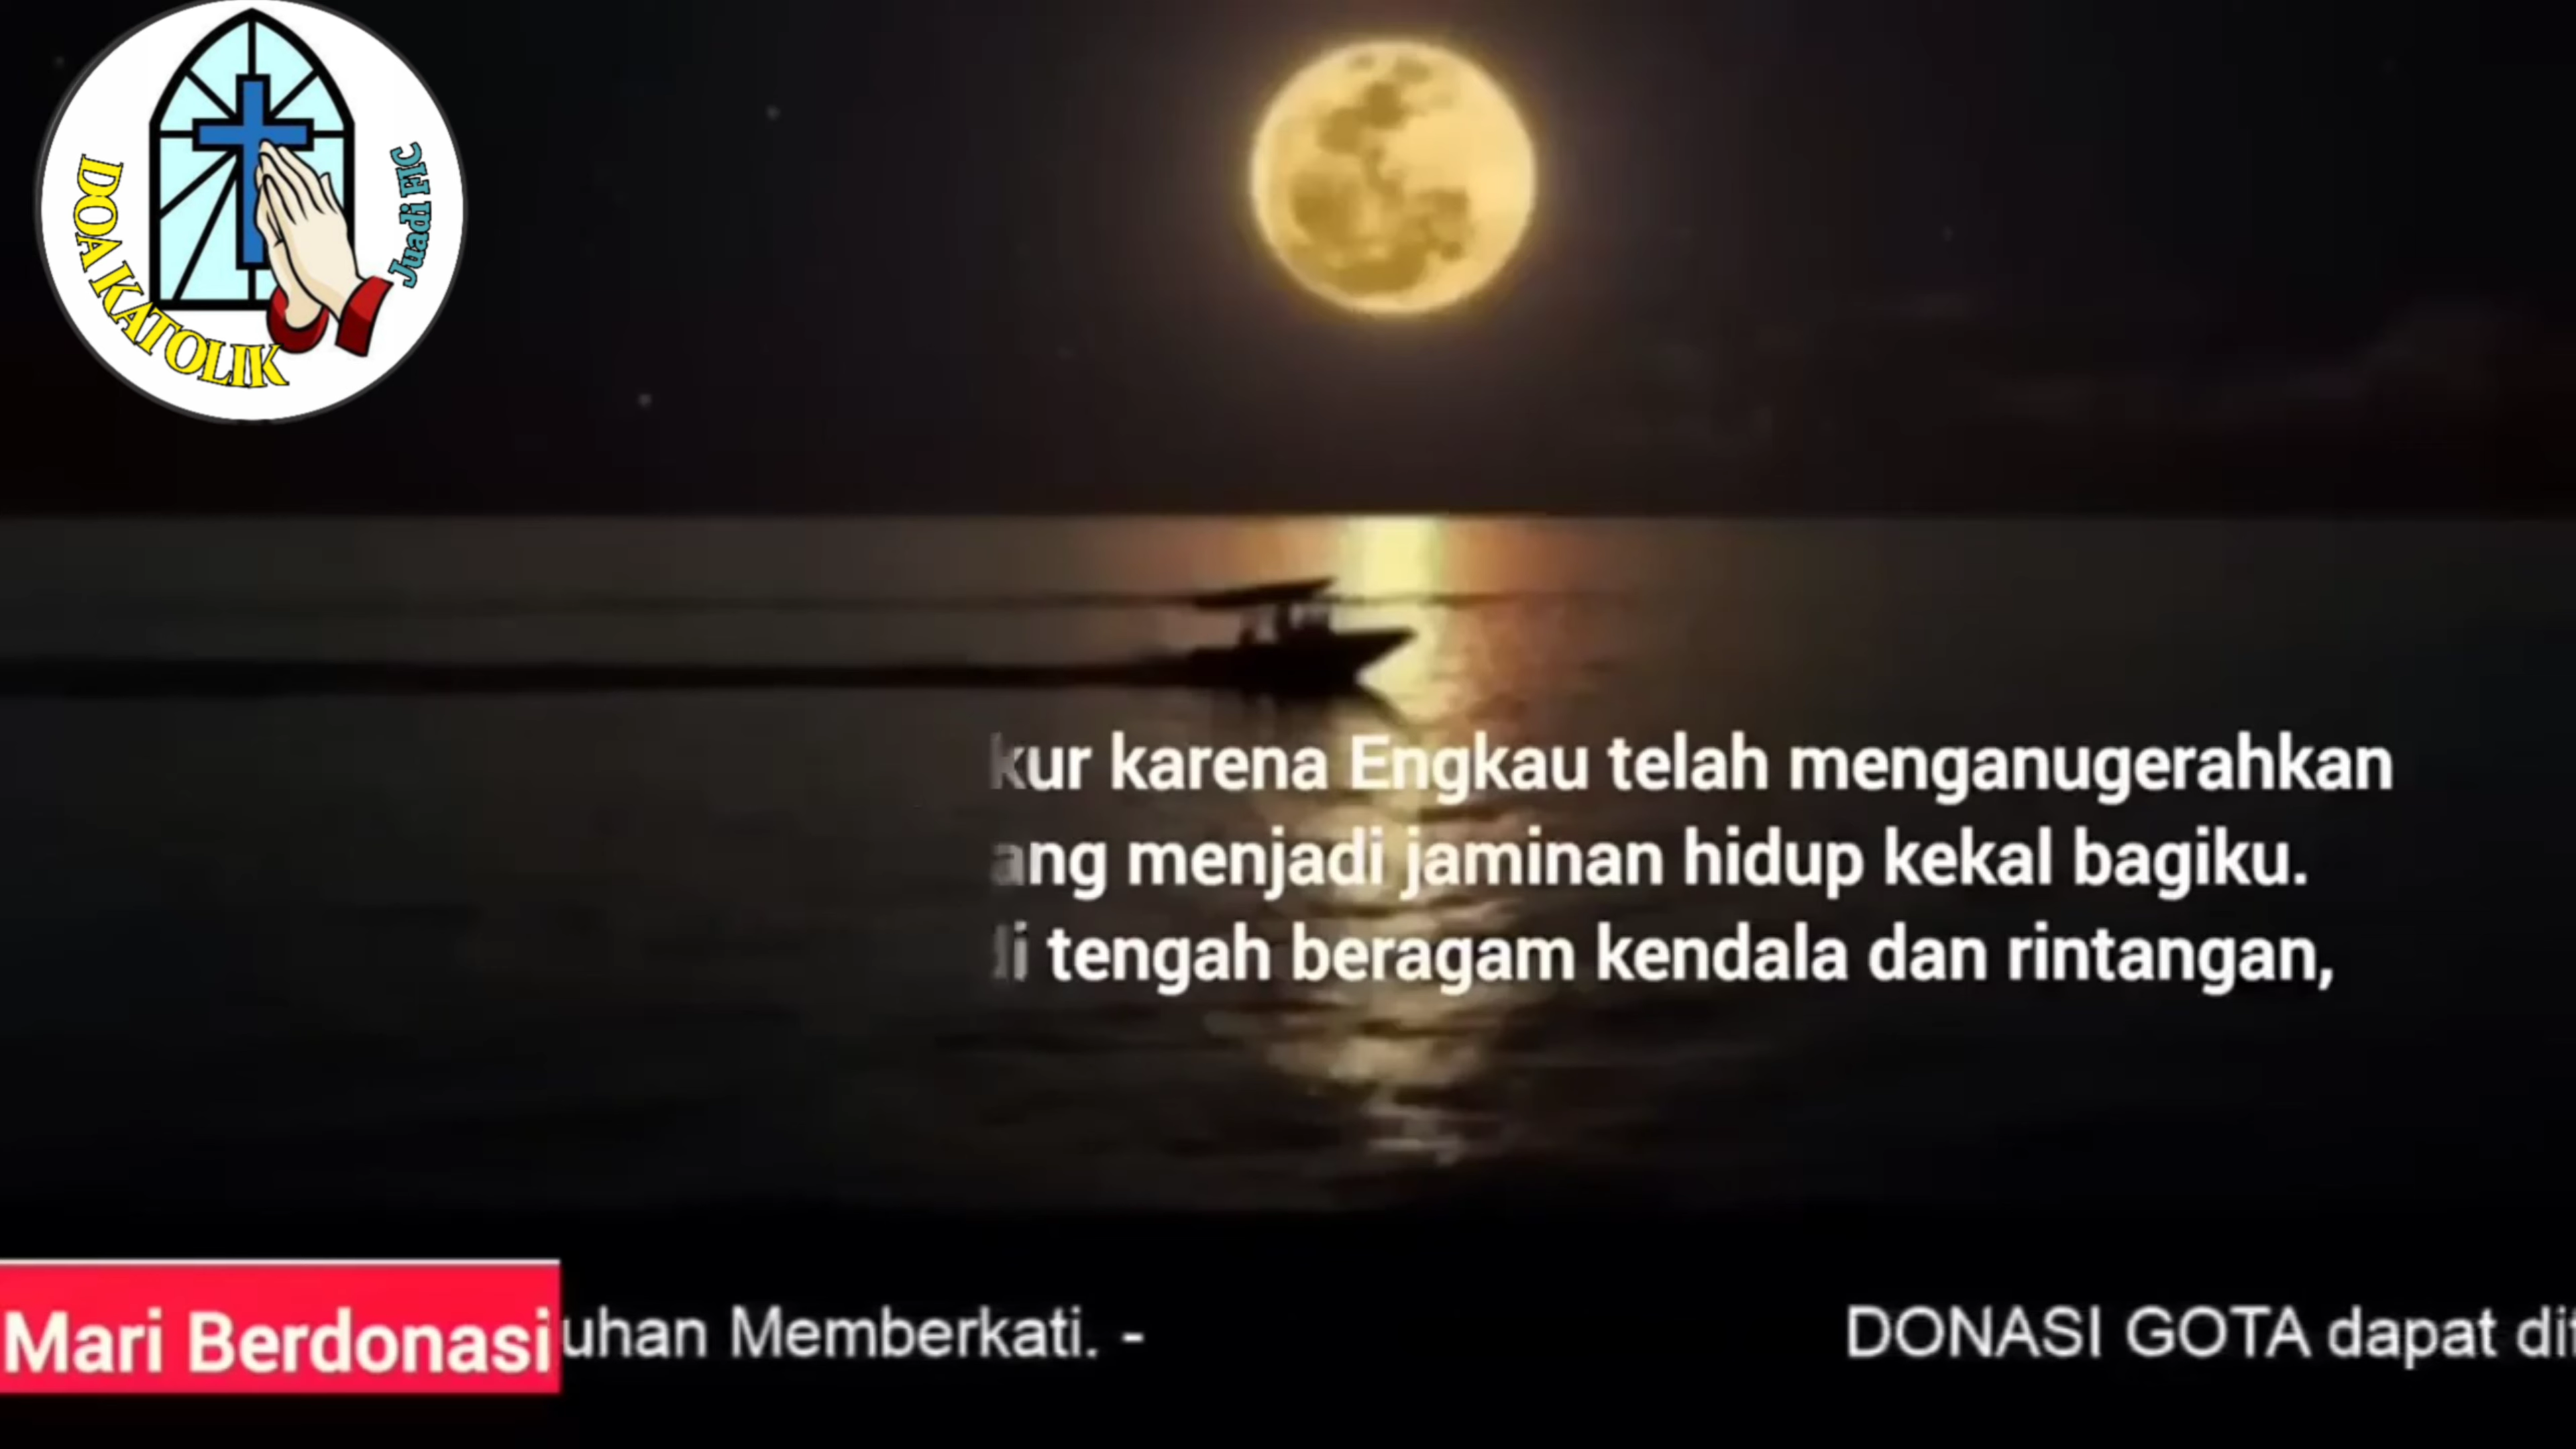 DOA KATOLIK
Juadi FIC
kur karena Engkau telah menganugerahkan
ang menjadi jaminan hidup kekal bagiku.
di tengah beragam kendala dan rintangan,
Mari Berdonasi
uhan Memberkati. -
DONASI GOTA dapat dit